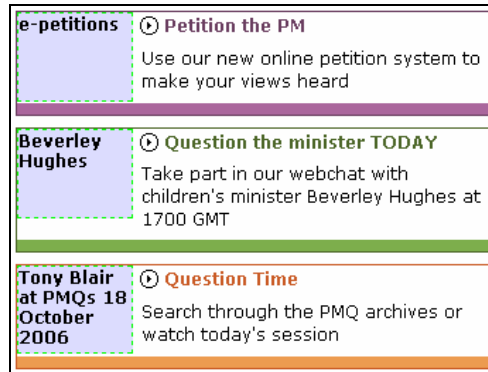 e-petitions
Petition the PM
Use our new online petition system to
make your views heard
Beverley
Hughes
Question the minister TODAY
Take part in our webchat with
children's minister Beverley Hughes at
1700 GMT
Tony Blair
at PMQs 18
October
2006
Question Time
Search through the PMQ archives or
watch today's session